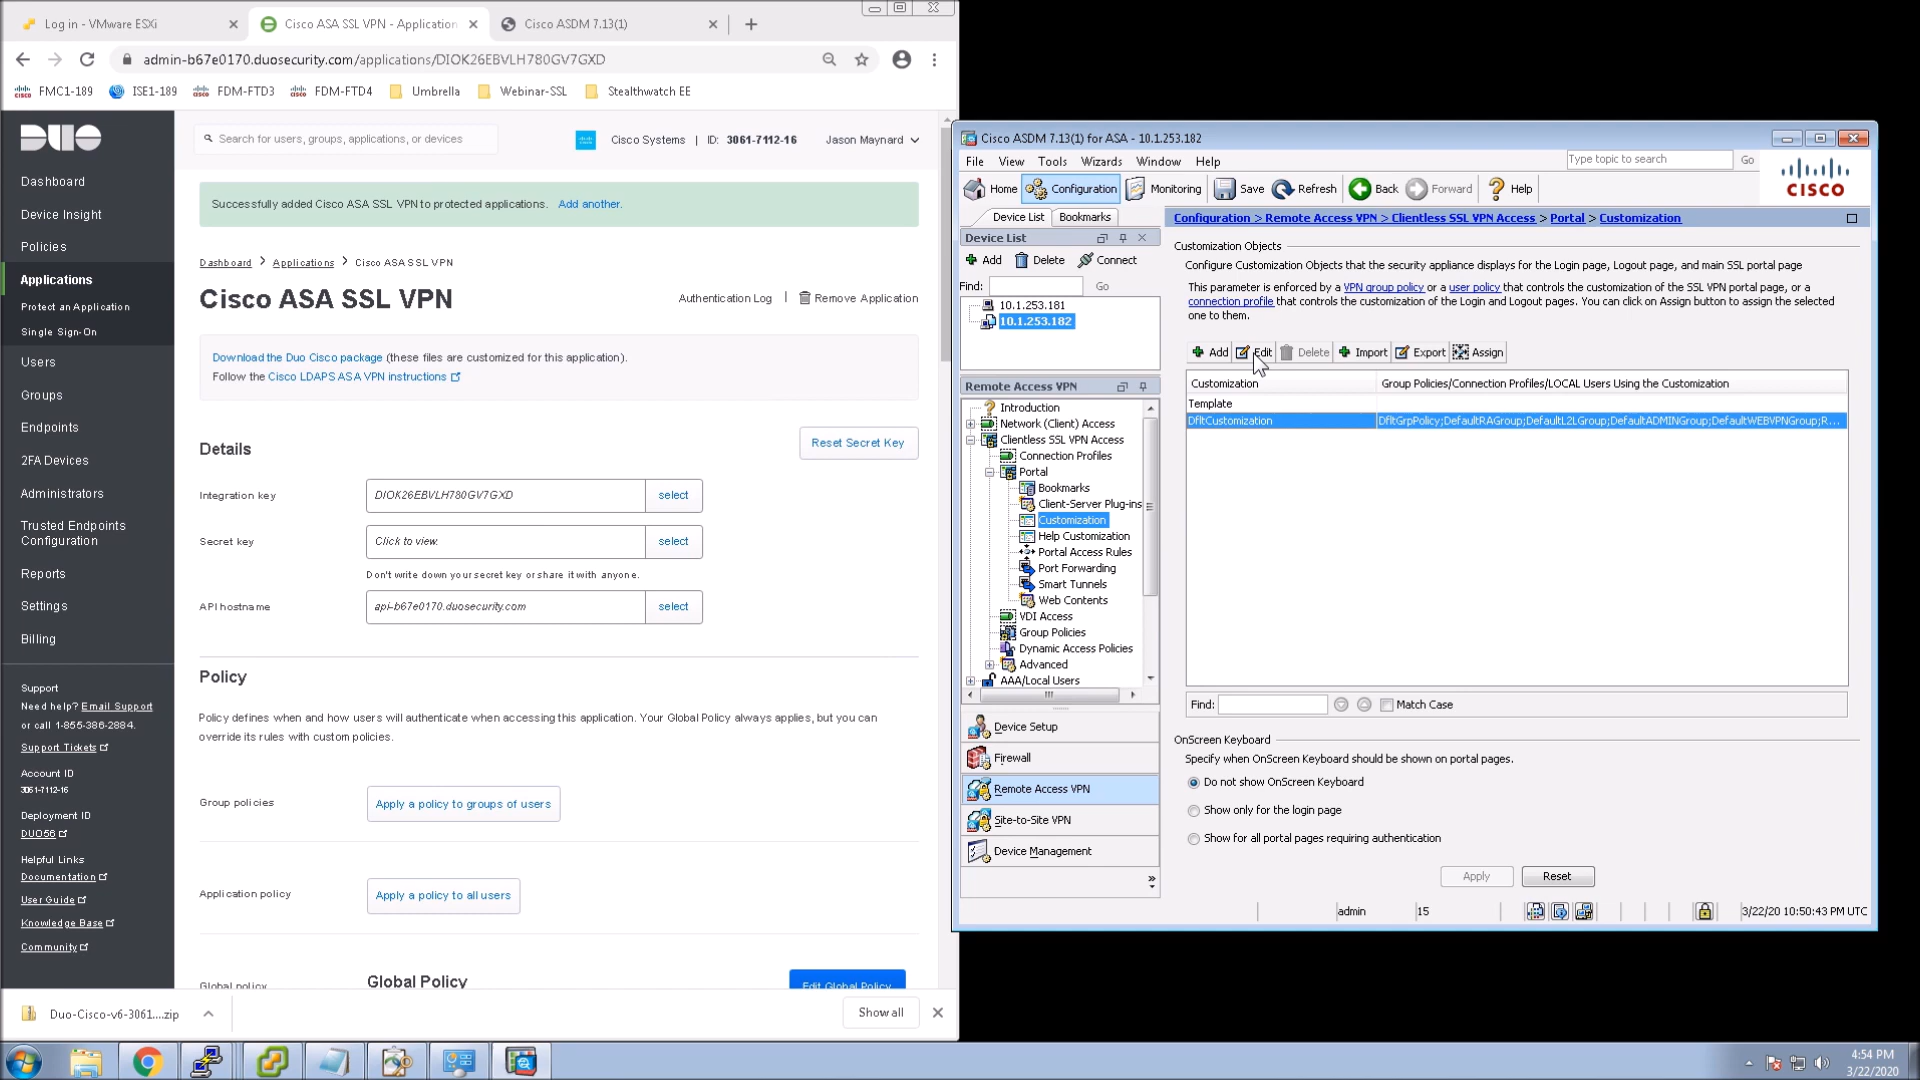 Log in - VMware ESXi
Cisco ASA SSL VPN - Application
Cisco ASDM 7.13(1)
admin-b67e0170.duosecurity.com/applications/DIOK26EBVLH780GV7GXD
FMC1-189
ISE1-189
FDM-FTD3
FDM-FTD4
Umbrella
Webinar-SSL
Stealthwatch EE
DUO
Search for users, groups, applications, or devices
Cisco Systems | ID: 3061-7112-16
Jason Maynard
Dashboard
Device Insight
Policies
Applications
Protect an Application
Single Sign-On
Users
Groups
Endpoints
2FA Devices
Administrators
Trusted Endpoints
Configuration
Reports
Settings
Billing
Support
Need help? Email Support
or call 1-855-386-2884.
Support Tickets
Account ID
3061-7112-16
Deployment ID
DUO56
Helpful Links
Documentation
User Guide
Knowledge Base
Community
Successfully added Cisco ASA SSL VPN to protected applications. Add another.
Dashboard > Applications > Cisco ASA SSL VPN
Cisco ASA SSL VPN
Authentication Log | Remove Application
Download the Duo Cisco package (these files are customized for this application).
Follow the Cisco LDAPS ASA VPN instructions
Details
Reset Secret Key
Integration key
DIOK26EBVLH780GV7GXD
select
Secret key
Click to view.
select
Don't write down your secret key or share it with anyone.
API hostname
api-b67e0170.duosecurity.com
select
Policy
Policy defines when and how users will authenticate when accessing this application. Your Global Policy always applies, but you can
override its rules with custom policies.
Group policies
Apply a policy to groups of users
Application policy
Apply a policy to all users
Global policy
Global Policy
Edit Global Policy
Duo-Cisco-v6-3061....zip
Show all
Cisco ASDM 7.13(1) for ASA - 10.1.253.182
File View Tools Wizards Window Help
Type topic to search
Go
cisco
Home
Configuration
Monitoring
Save
Refresh
Back
Forward
Help
Device List
Bookmarks
Device List
Add
Delete
Connect
Find:
Go
10.1.253.181
10.1.253.182
Remote Access VPN
Introduction
Network (Client) Access
Clientless SSL VPN Access
Connection Profiles
Portal
Bookmarks
Client-Server Plug-ins
Customization
Help Customization
Portal Access Rules
Port Forwarding
Smart Tunnels
Web Contents
VDI Access
Group Policies
Dynamic Access Policies
Advanced
AAA/Local Users
Device Setup
Firewall
Remote Access VPN
Site-to-Site VPN
Device Management
Configuration > Remote Access VPN > Clientless SSL VPN Access > Portal > Customization
Customization Objects
Configure Customization Objects that the security appliance displays for the Login page, Logout page, and main SSL portal page
This parameter is enforced by a VPN group policy or a user policy that controls the customization of the SSL VPN portal page, or a
connection profile that controls the customization of the Login and Logout pages. You can click on Assign button to assign the selected
one to them.
Add
Edit
Delete
Import
Export
Assign
Customization
Group Policies/Connection Profiles/LOCAL Users Using the Customization
Template
DfltCustomization
DfltGrpPolicy;DefaultRAGroup;DefaultL2LGroup;DefaultADMINGroup;DefaultWEBVPNGroup;R...
Find:
Match Case
OnScreen Keyboard
Specify when OnScreen Keyboard should be shown on portal pages.
Do not show OnScreen Keyboard
Show only for the login page
Show for all portal pages requiring authentication
Apply
Reset
admin
15
3/22/20 10:50:43 PM UTC
4:54 PM
3/22/2020